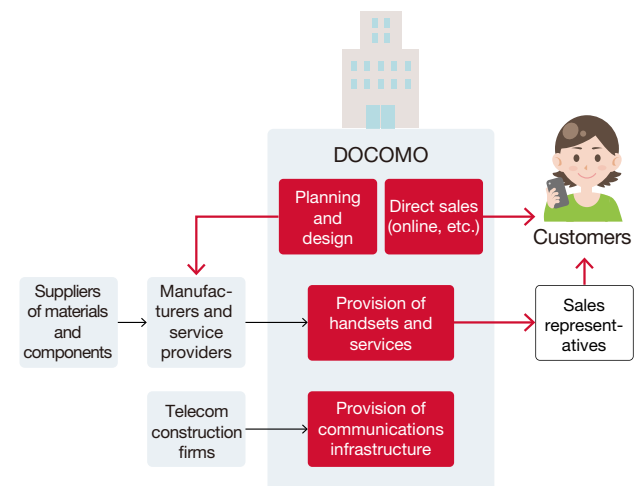 DOCOMO
Planning
and
design
Direct sales
(online, etc.)
Customers
Suppliers
of materials
and
components
Manufac-
turers and
service
providers
Provision of
handsets and
services
Sales
represent-
atives
Telecom
construction
firms
Provision of
communications
infrastructure